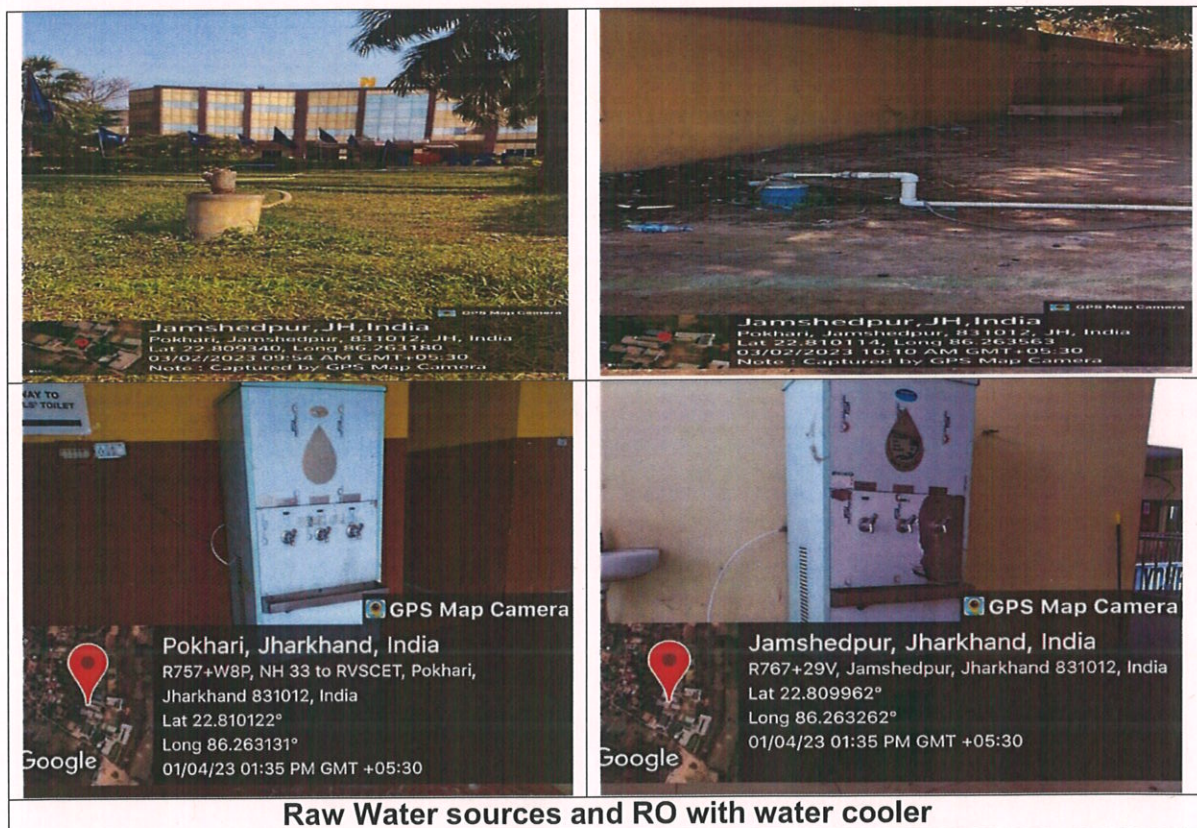 GPS Map Camera
Jamshedpur,JH,India
Pokhari, Jamshedpur, 831012, JH, India
Lat 22.809340, Long 86.263180
03/02/2023 09:54 AM GMT+05:30
Note : Captured by GPS Map Camera
GPS Map Camera
Jamshedpur,JH,India
Pokhari, Jamshedpur, 831012, JH, India
Lat 22.810114, Long 86.263563
03/02/2023 10:10 AM GMT+05:30
Note : Captured by GPS Map Camera
TOILET
GPS Map Camera
Pokhari, Jharkhand, India
R757+W8P, NH 33 to RVSCET, Pokhari,
Jharkhand 831012, India
Lat 22.810122°
Long 86.263131°
01/04/23 01:35 PM GMT +05:30
Google
GPS Map Camera
Jamshedpur, Jharkhand, India
R767+29V, Jamshedpur, Jharkhand 831012, India
Lat 22.809962°
Long 86.263262°
01/04/23 01:35 PM GMT +05:30
Google
Raw Water sources and RO with water cooler